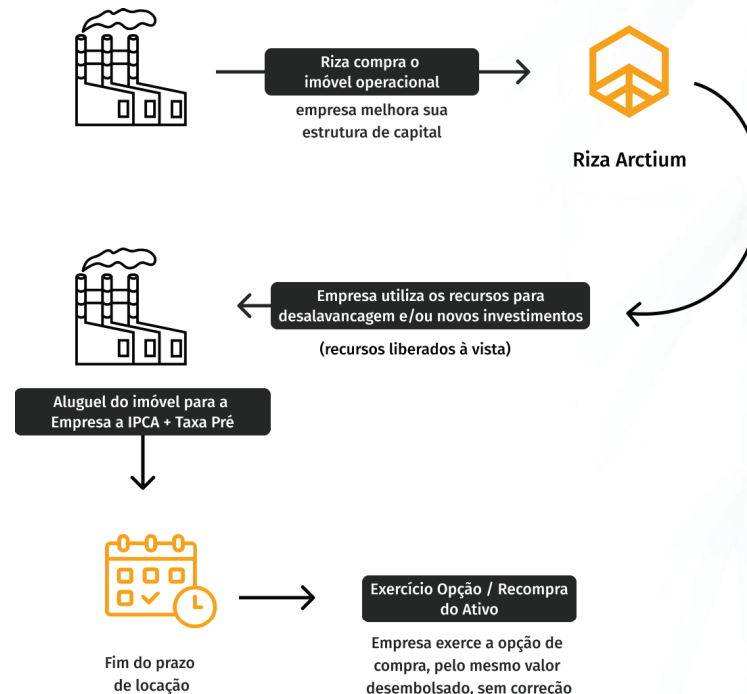 Riza compra o
imóvel operacional
empresa melhora sua
estrutura de capital
Riza Arctium
Empresa utiliza os recursos para
desalavancagem e/ou novos investimentos
(recursos liberados à vista)
Aluguel do imóvel para a
Empresa a IPCA + Taxa Pré
Fim do prazo
de locação
Exercício Opção / Recompra
do Ativo
Empresa exerce a opção de
compra, pelo mesmo valor
desembolsado, sem correção